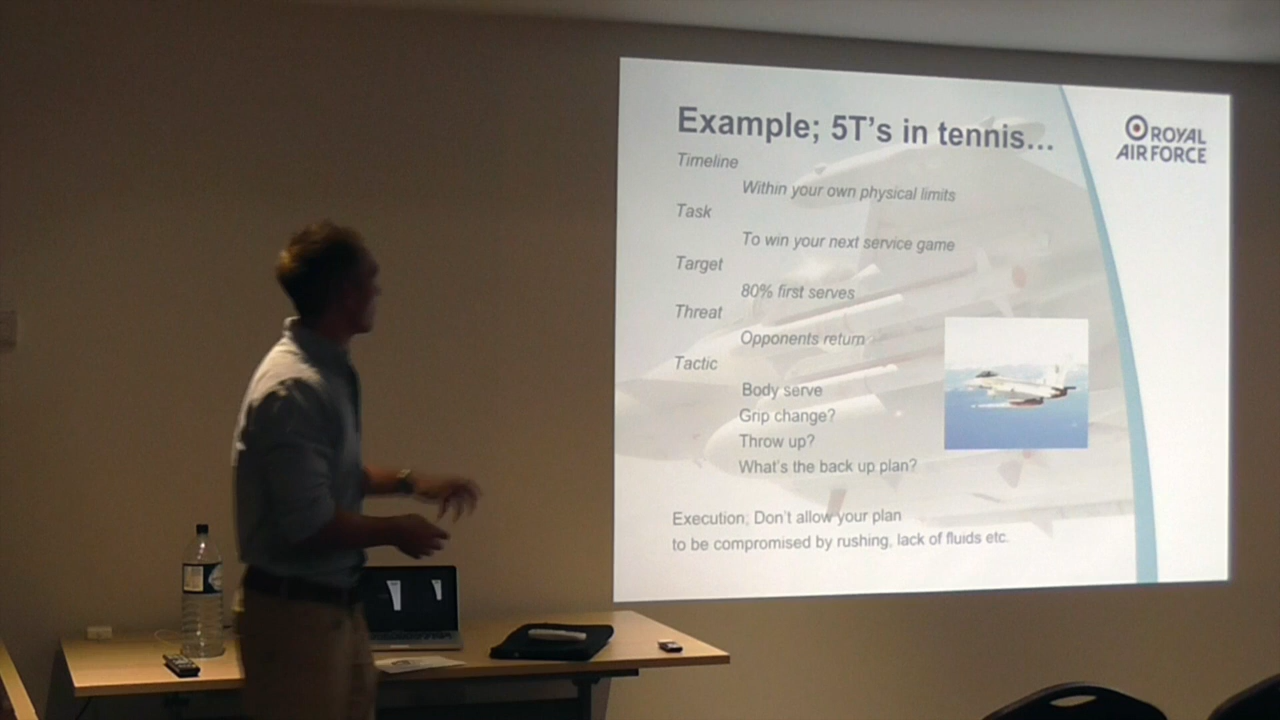 Example; 5T's in tennis...
ROYAL
AIR FORCE
Timeline
Within your own physical limits
Task
To win your next service game
Target
80% first serves
Threat
Opponents return
Tactic
Body serve
Grip change?
Throw up?
What's the back up plan?
Execution, Don't allow your plan
to be compromised by rushing, lack of fluids etc.